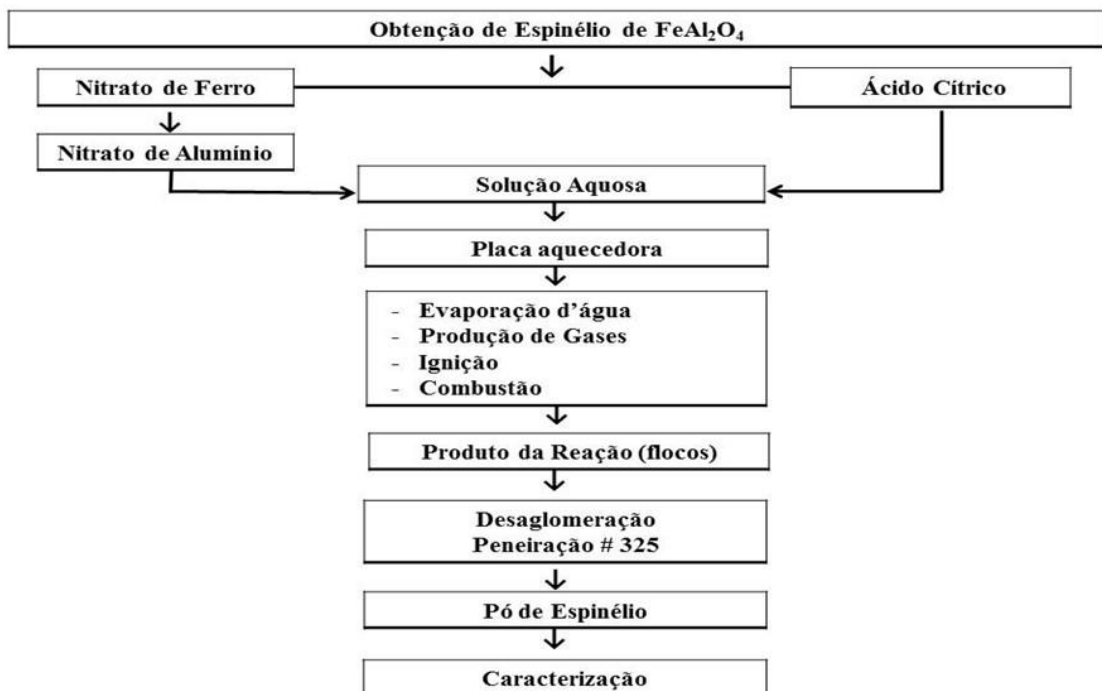 Obtenção de Espinélio de FeAl₂O₄
Nitrato de Ferro
Ácido Cítrico
Nitrato de Alumínio
Solução Aquosa
Placa aquecedora
- Evaporação d’água
- Produção de Gases
- Ignição
- Combustão
Produto da Reação (flocos)
Desaglomeração
Peneiração # 325
Pó de Espinélio
Caracterização